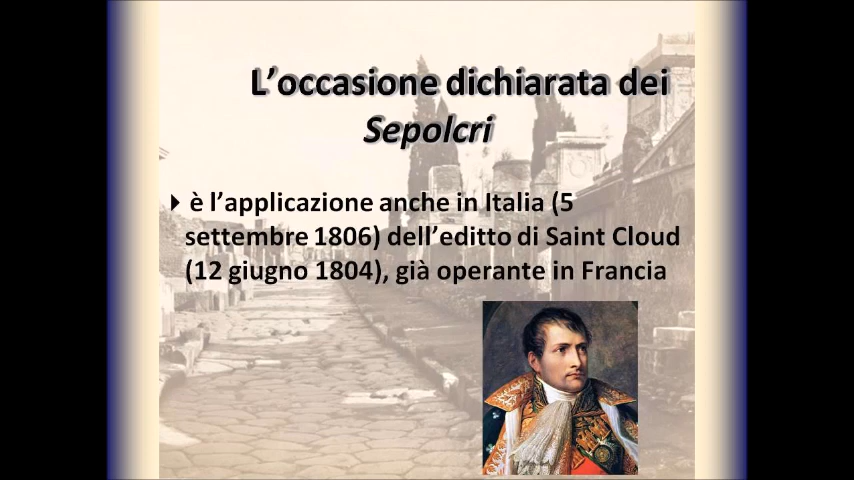 L’occasione dichiarata dei
Sepolcri
è l’applicazione anche in Italia (5
settembre 1806) dell’editto di Saint Cloud
(12 giugno 1804), già operante in Francia